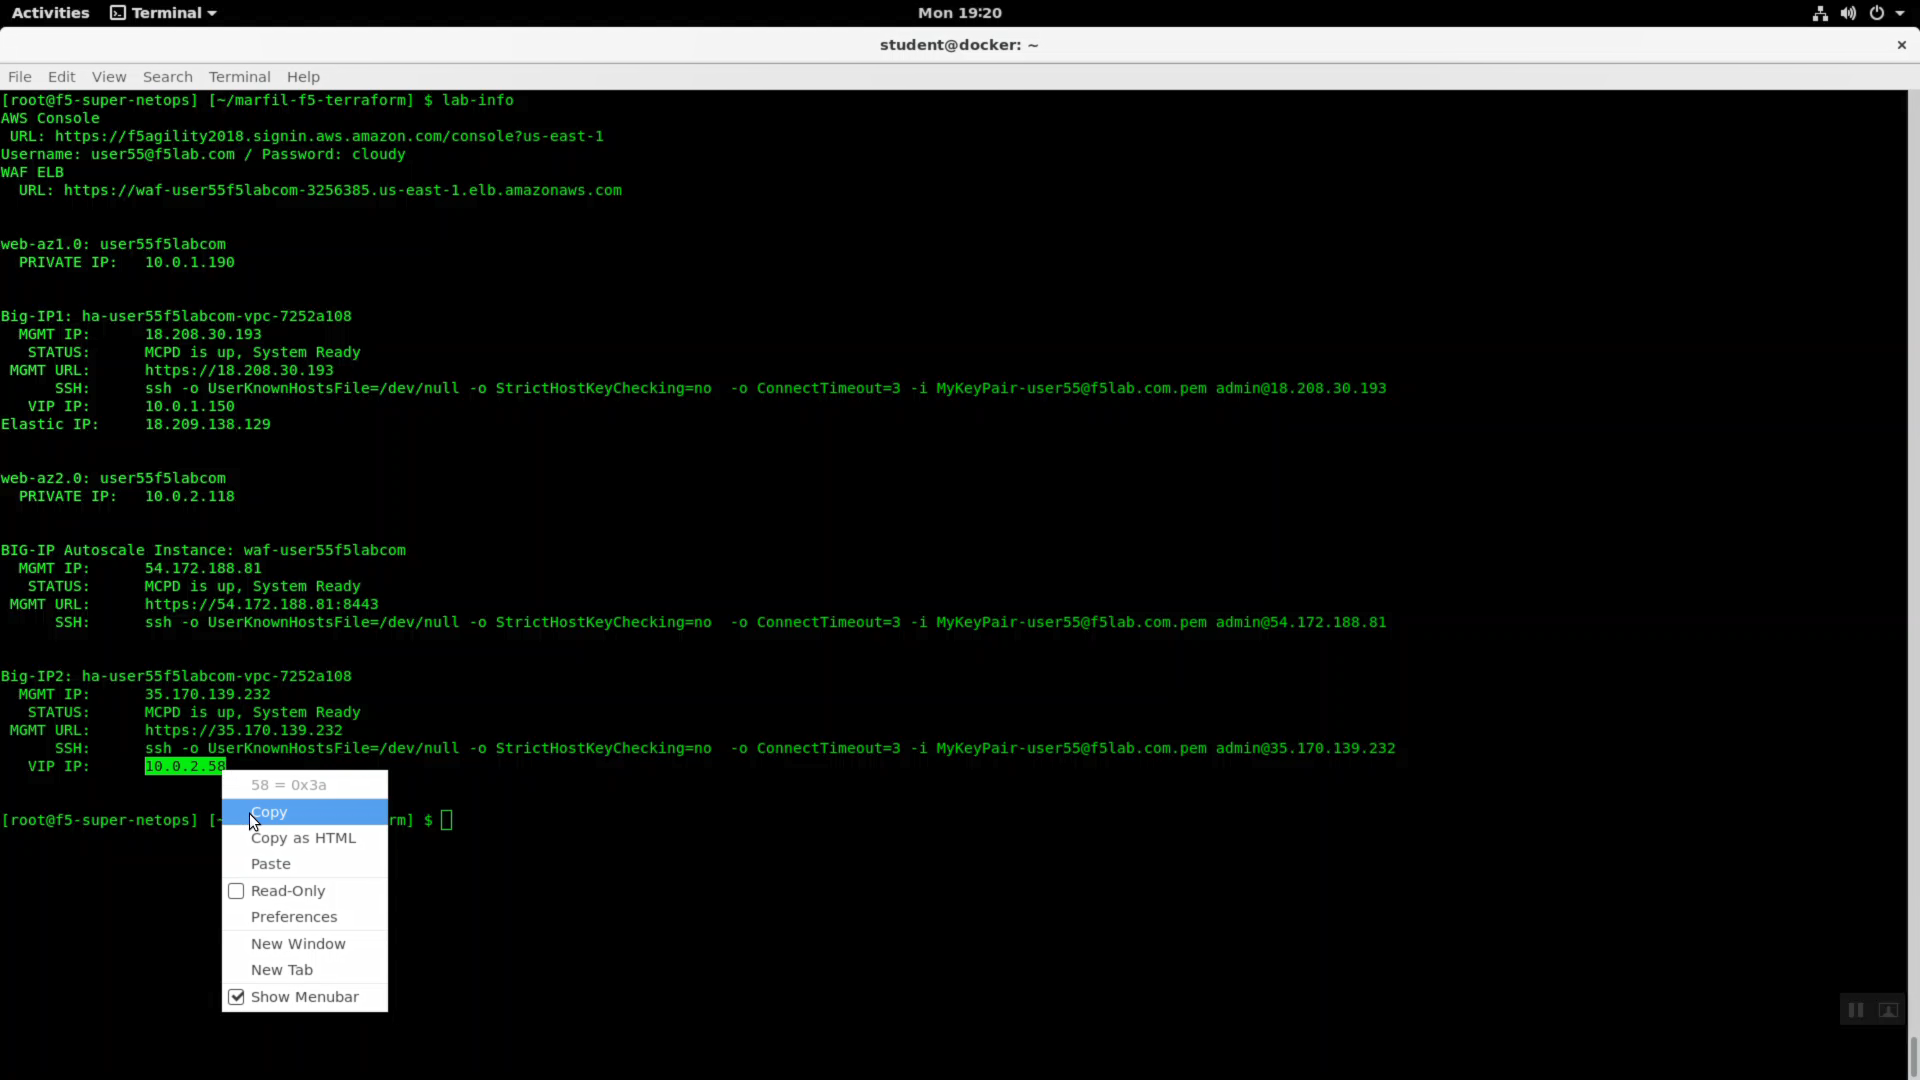 Activities Terminal Mon 19:20
student@docker: ~ ×
File Edit View Search Terminal Help
[root@f5-super-netops] [~/marfil-f5-terraform] $ lab-info
AWS Console
URL: https://f5agility2018.signin.aws.amazon.com/console?us-east-1
Username: user55@f5lab.com / Password: cloudy
WAF ELB
URL: https://waf-user55f5labcom-3256385.us-east-1.elb.amazonaws.com
web-az1.0: user55f5labcom
PRIVATE IP: 10.0.1.190
Big-IP1: ha-user55f5labcom-vpc-7252a108
MGMT IP: 18.208.30.193
STATUS: MCPD is up, System Ready
MGMT URL: https://18.208.30.193
SSH: ssh -o UserKnownHostsFile=/dev/null -o StrictHostKeyChecking=no -o ConnectTimeout=3 -i MyKeyPair-user55@f5lab.com.pem admin@18.208.30.193
VIP IP: 10.0.1.150
Elastic IP: 18.209.138.129
web-az2.0: user55f5labcom
PRIVATE IP: 10.0.2.118
BIG-IP Autoscale Instance: waf-user55f5labcom
MGMT IP: 54.172.188.81
STATUS: MCPD is up, System Ready
MGMT URL: https://54.172.188.81:8443
SSH: ssh -o UserKnownHostsFile=/dev/null -o StrictHostKeyChecking=no -o ConnectTimeout=3 -i MyKeyPair-user55@f5lab.com.pem admin@54.172.188.81
Big-IP2: ha-user55f5labcom-vpc-7252a108
MGMT IP: 35.170.139.232
STATUS: MCPD is up, System Ready
MGMT URL: https://35.170.139.232
SSH: ssh -o UserKnownHostsFile=/dev/null -o StrictHostKeyChecking=no -o ConnectTimeout=3 -i MyKeyPair-user55@f5lab.com.pem admin@35.170.139.232
VIP IP: 10.0.2.58
[root@f5-super-netops] [~ rm] $
58 = 0x3a
Copy
Copy as HTML
Paste
Read-Only
Preferences
New Window
New Tab
Show Menubar